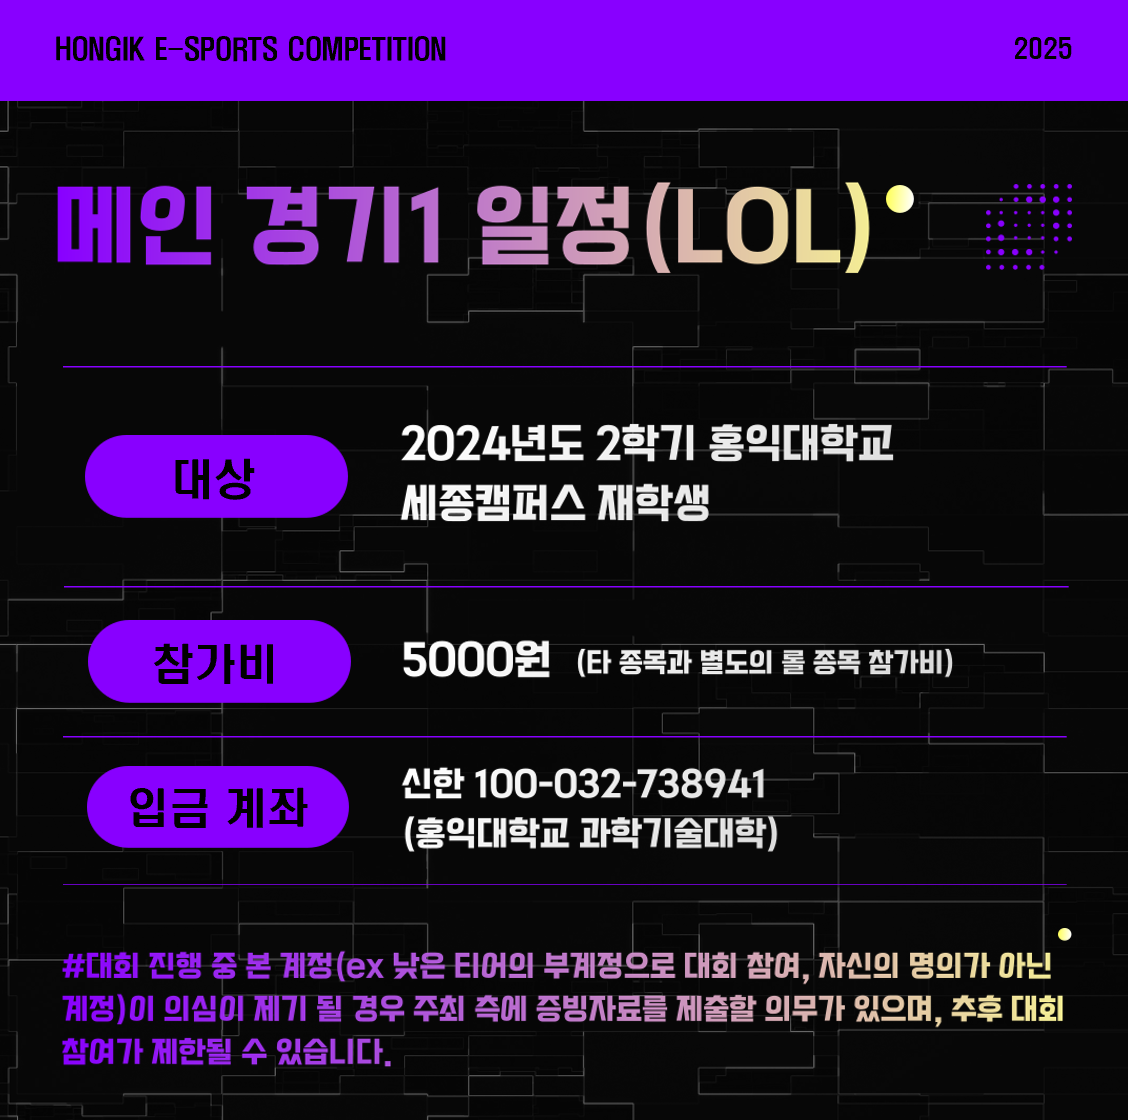 HONGIK E-SPORTS COMPETITION
2025
메인 경기1 일정(LOL)
대상
2024년도 2학기 홍익대학교
세종캠퍼스 재학생
참가비
5000원 (타 종목과 별도의 롤 종목 참가비)
입금 계좌
신한 100-032-738941
(홍익대학교 과학기술대학)
#대회 진행 중 본 계정(ex 낮은 티어의 부계정으로 대회 참여, 자신의 명의가 아닌
계정)이 의심이 제기 될 경우 주최 측에 증빙자료를 제출할 의무가 있으며, 추후 대회
참여가 제한될 수 있습니다.